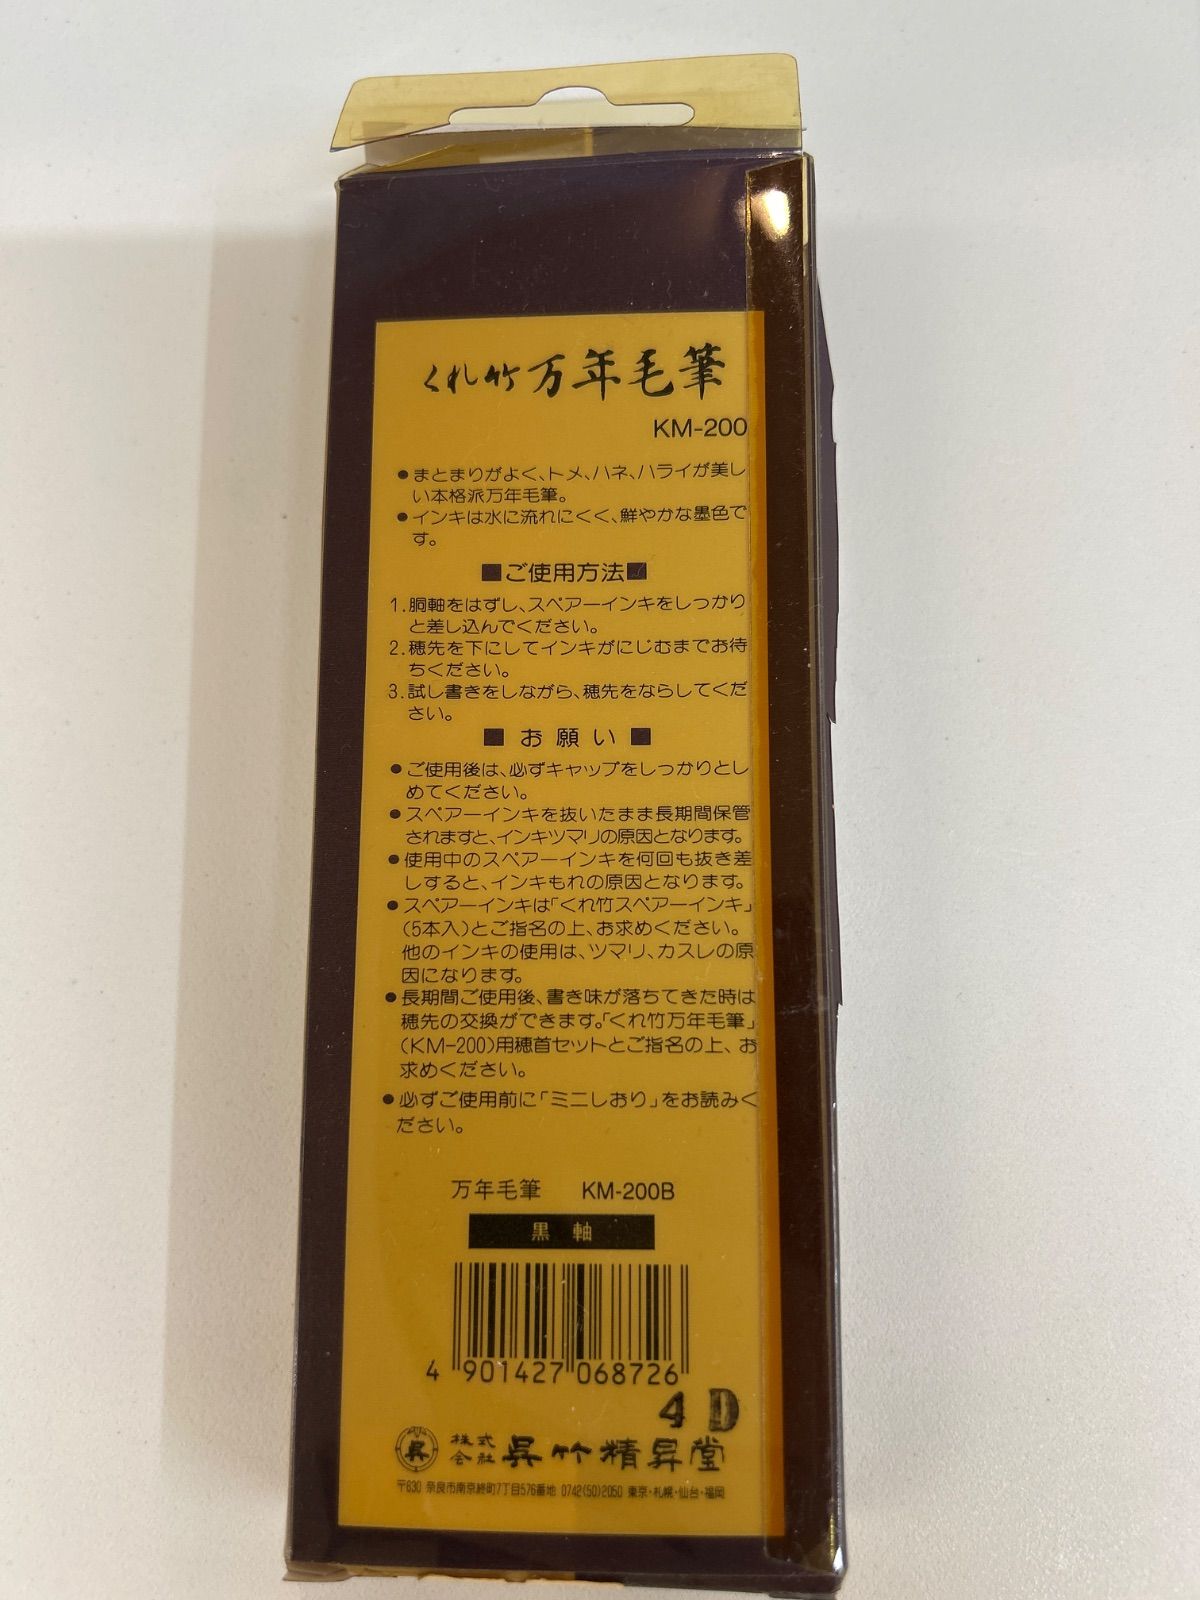 くれ竹万年毛筆
KM-200
●まとまりがよく、トメ、ハネ、ハライが美し
い本格派万年毛筆。
●インキは水に流れにくく、鮮やかな墨色で
す。
■ご使用方法■
1.胴軸をはずし、スペアーインキをしっかり
と差し込んでください。
2.穂先を下にしてインキがにじむまでお待
ちください。
3.試し書きをしながら、穂先をならしてくだ
さい。
■ お 願 い ■
●ご使用後は、必ずキャップをしっかりとし
めてください。
●スペアーインキを抜いたまま長期間保管
されますと、インキツマリの原因となります。
●使用中のスペアーインキを何回も抜き差
しすると、インキもれの原因となります。
●スペアーインキは「くれ竹スペアーインキ」
(5本入)とご指名の上、お求めください。
他のインキの使用は、ツマリ、カスレの原
因になります。
●長期間ご使用後、書き味が落ちてきた時は
穂先の交換ができます。「くれ竹万年毛筆」
(KM-200)用穂首セットとご指名の上、お
求めください。
●必ずご使用前に「ミニしおり」をお読みく
ださい。
万年毛筆 KM-200B
黒 軸
4 901427 068726
4 D
呉 株式会社 呉竹精昇堂
〒630 奈良市南京終町7丁目576番地 0742(50)2050 東京・札幌・仙台・福岡